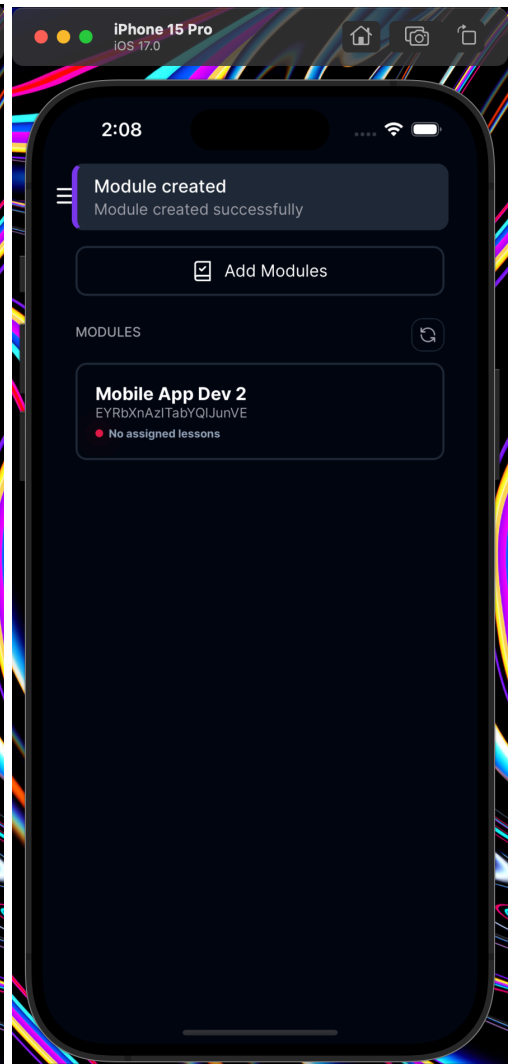 iPhone 15 Pro
iOS 17.0
2:08
Module created
Module created successfully
Add Modules
MODULES
Mobile App Dev 2
EYRbXnAzITabYQIJunVE
No assigned lessons